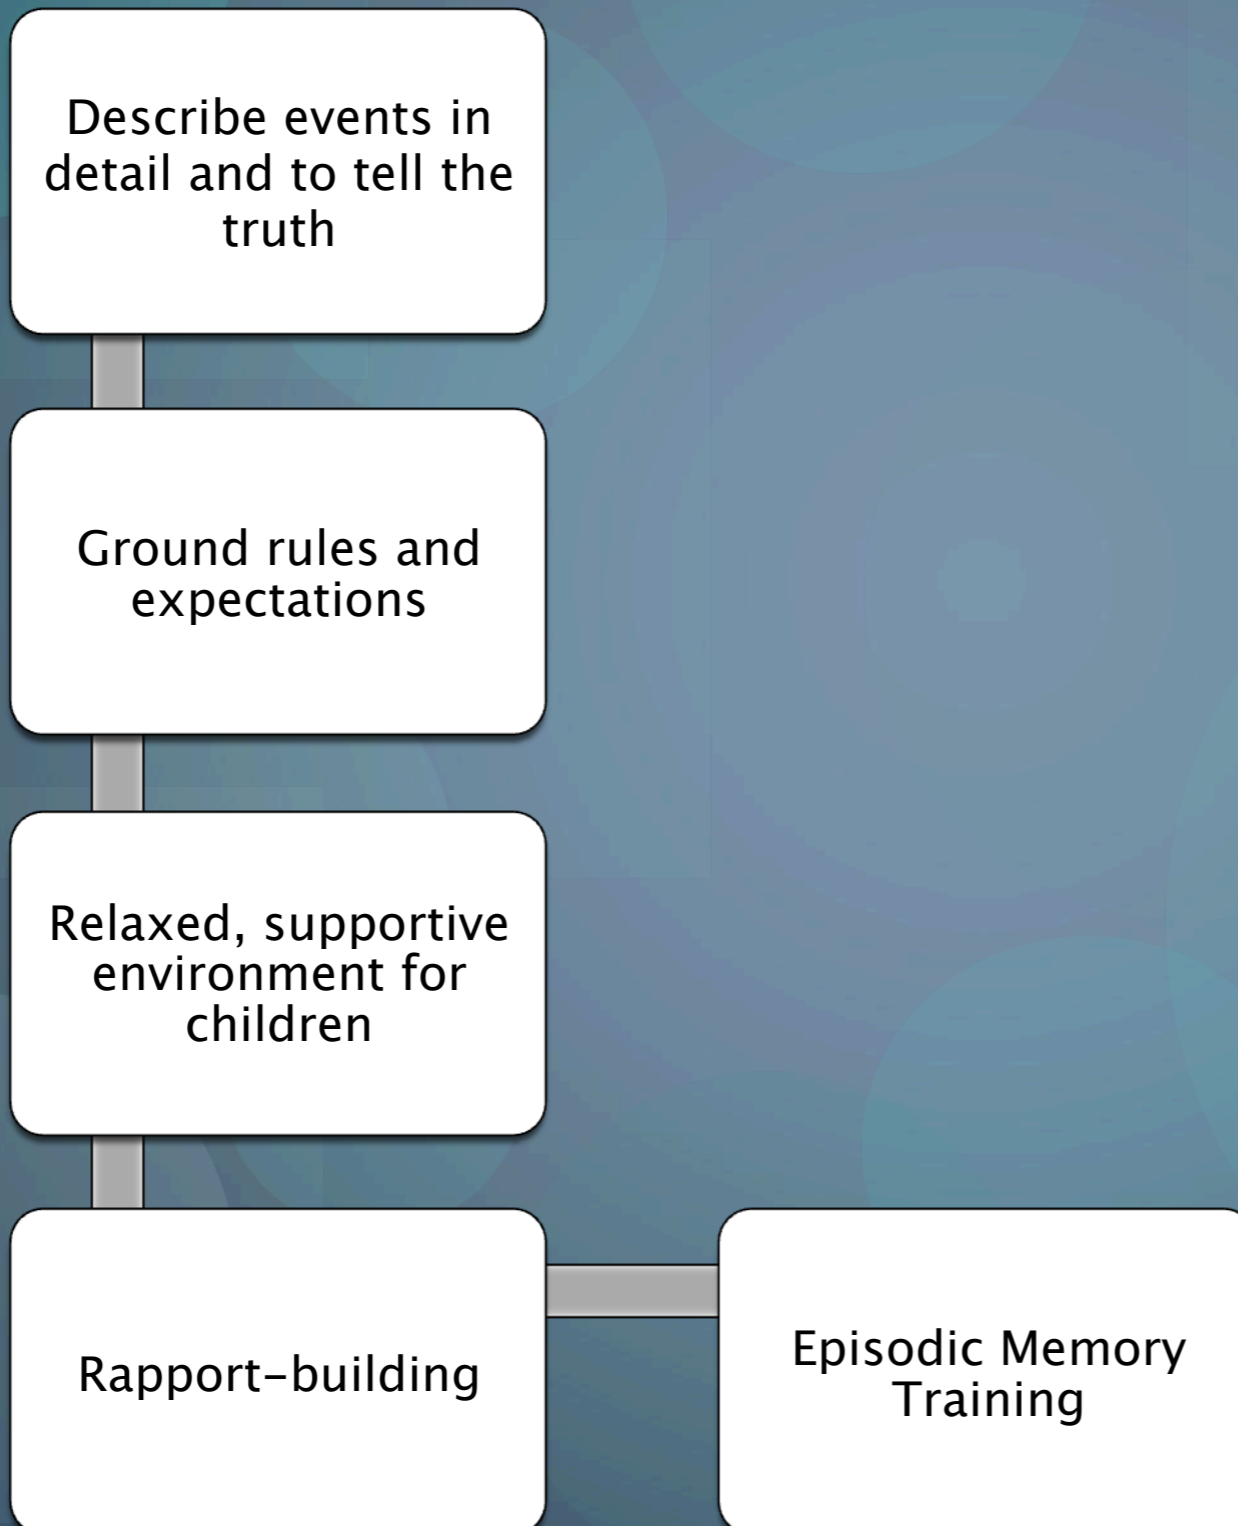 Describe events in
detail and to tell the
truth
Ground rules and
expectations
Relaxed, supportive
environment for
children
Rapport-building
Episodic Memory
Training